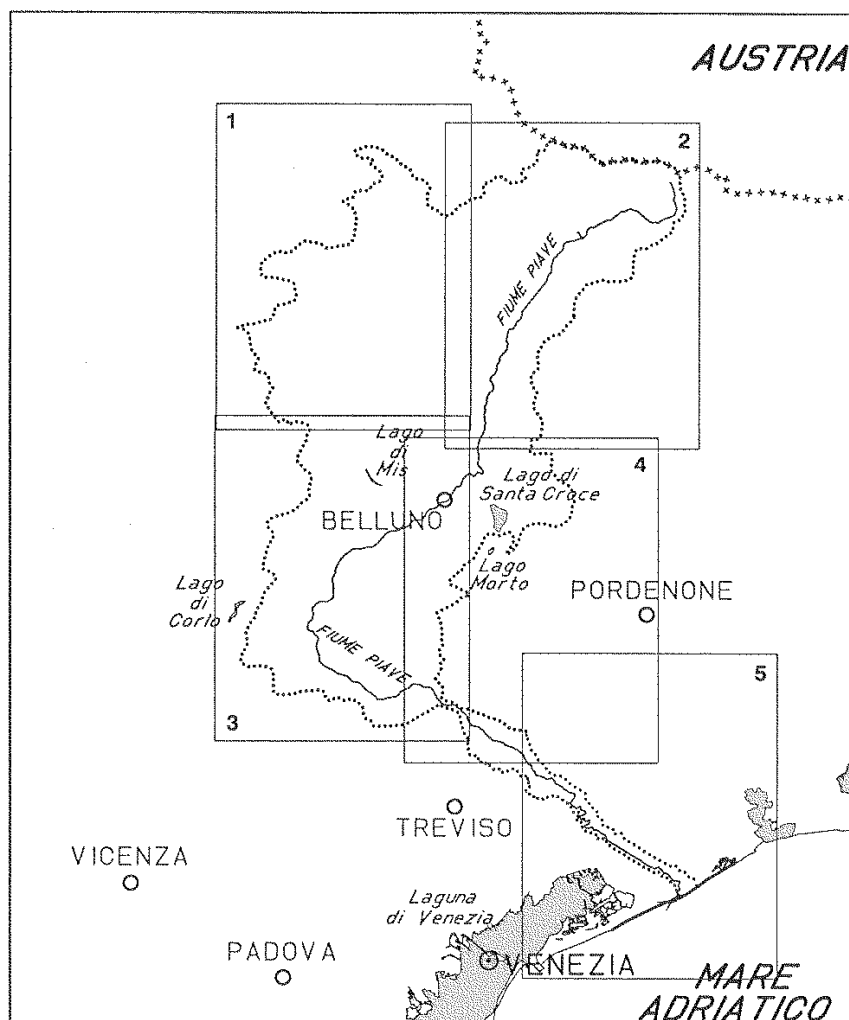 AUSTRIA
1
2
FIUME PIAVE
Lago
di
Mis
4
Lago di
Santa Croce
BELLUNO
Lago
Morto
Lago
di
Corlo
PORDENONE
FIUME PIAVE
5
3
TREVISO
VICENZA
Laguna
di Venezia
PADOVA
VENEZIA
MARE
ADRIATICO